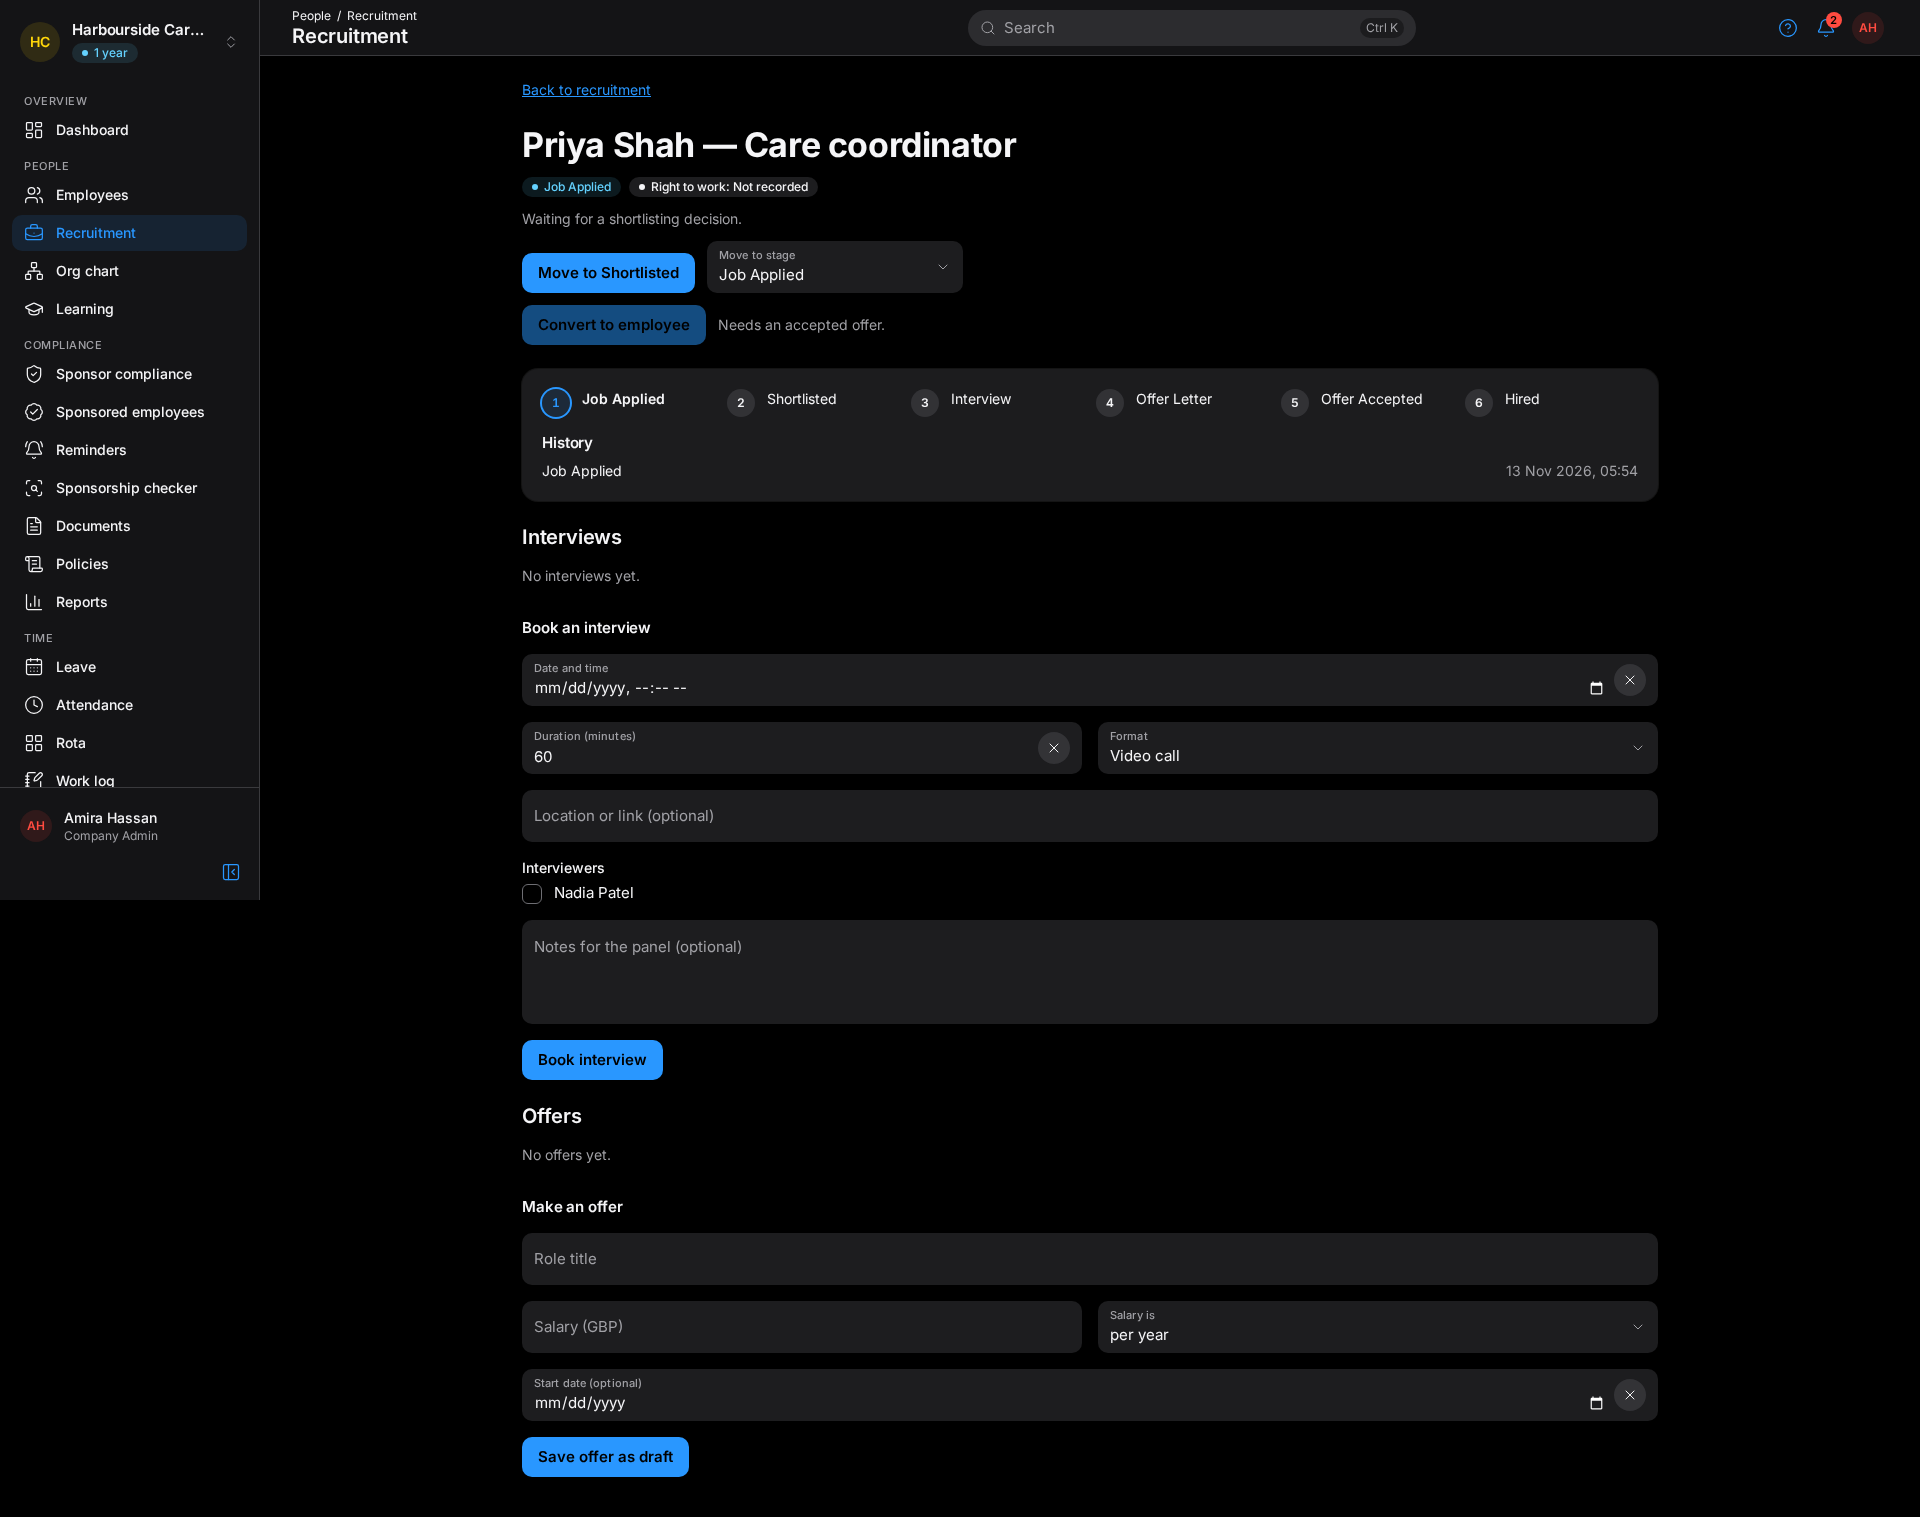 HC
Harbourside Car...
1 year
OVERVIEW
Dashboard
PEOPLE
Employees
Recruitment
Org chart
Learning
COMPLIANCE
Sponsor compliance
Sponsored employees
Reminders
Sponsorship checker
Documents
Policies
Reports
TIME
Leave
Attendance
Rota
Work log
AH
Amira Hassan
Company Admin
People / Recruitment
Recruitment
Search
Ctrl K
2
AH
Back to recruitment
Priya Shah — Care coordinator
Job Applied
Right to work: Not recorded
Waiting for a shortlisting decision.
Move to Shortlisted
Move to stage
Job Applied
Convert to employee
Needs an accepted offer.
1 Job Applied
2 Shortlisted
3 Interview
4 Offer Letter
5 Offer Accepted
6 Hired
History
Job Applied
13 Nov 2026, 05:54
Interviews
No interviews yet.
Book an interview
Date and time
mm/dd/yyyy, --:-- --
Duration (minutes)
60
Format
Video call
Location or link (optional)
Interviewers
Nadia Patel
Notes for the panel (optional)
Book interview
Offers
No offers yet.
Make an offer
Role title
Salary (GBP)
Salary is
per year
Start date (optional)
mm/dd/yyyy
Save offer as draft